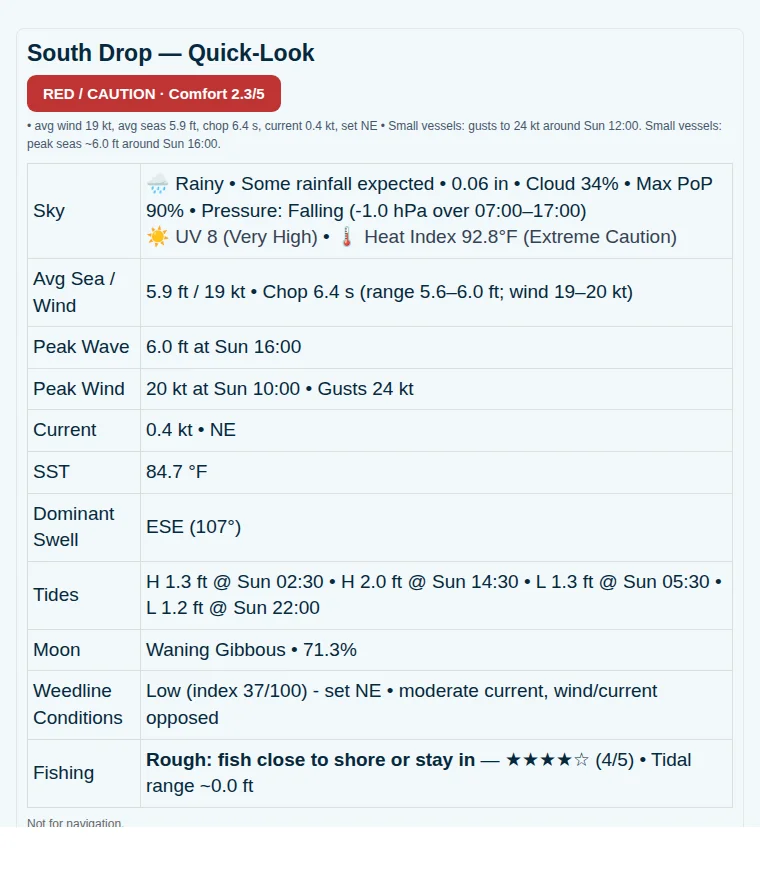 South Drop — Quick-Look
RED / CAUTION · Comfort 2.3/5
• avg wind 19 kt, avg seas 5.9 ft, chop 6.4 s, current 0.4 kt, set NE • Small vessels: gusts to 24 kt around Sun 12:00. Small vessels:
peak seas ~6.0 ft around Sun 16:00.
Sky
🌧️ Rainy • Some rainfall expected • 0.06 in • Cloud 34% • Max PoP
90% • Pressure: Falling (-1.0 hPa over 07:00–17:00)
☀️ UV 8 (Very High) • 🌡️ Heat Index 92.8°F (Extreme Caution)
Avg Sea /
Wind
5.9 ft / 19 kt • Chop 6.4 s (range 5.6–6.0 ft; wind 19–20 kt)
Peak Wave
6.0 ft at Sun 16:00
Peak Wind
20 kt at Sun 10:00 • Gusts 24 kt
Current
0.4 kt • NE
SST
84.7 °F
Dominant
Swell
ESE (107°)
Tides
H 1.3 ft @ Sun 02:30 • H 2.0 ft @ Sun 14:30 • L 1.3 ft @ Sun 05:30 •
L 1.2 ft @ Sun 22:00
Moon
Waning Gibbous • 71.3%
Weedline
Conditions
Low (index 37/100) - set NE • moderate current, wind/current
opposed
Fishing
Rough: fish close to shore or stay in — ★★★★☆ (4/5) • Tidal
range ~0.0 ft
Not for navigation.